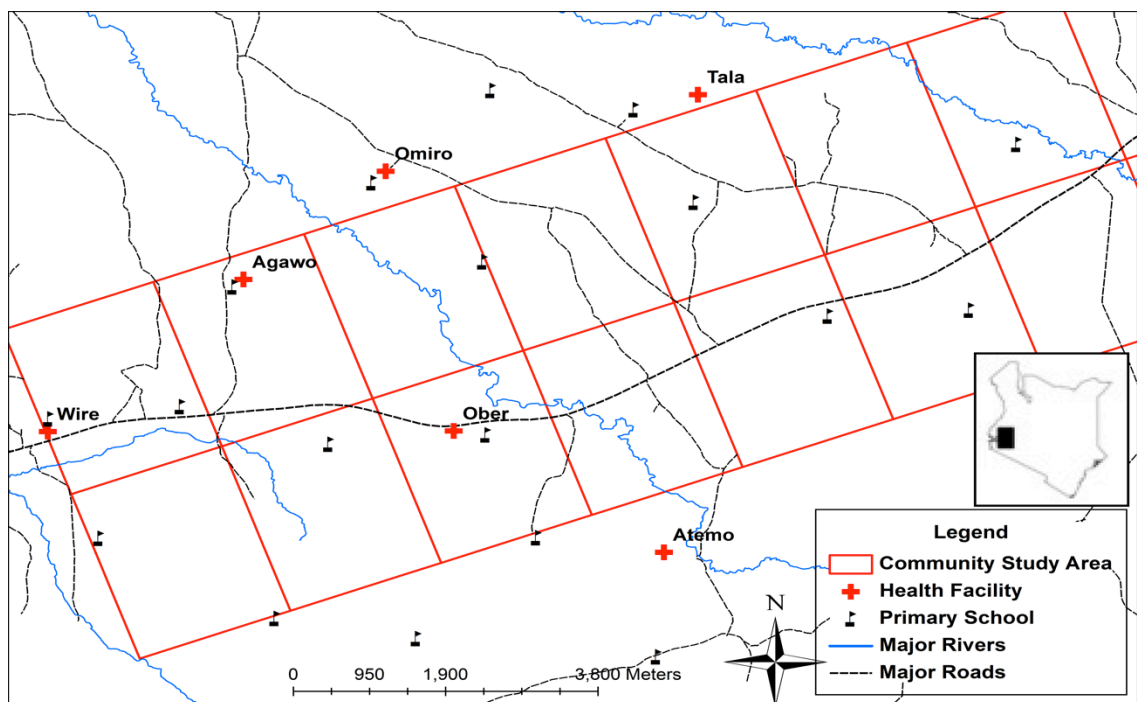 Tala
Omiro
Agawo
Wire
Ober
Atemo
N
0 950 1,900 3,800 Meters
Legend
Community Study Area
Health Facility
Primary School
Major Rivers
Major Roads